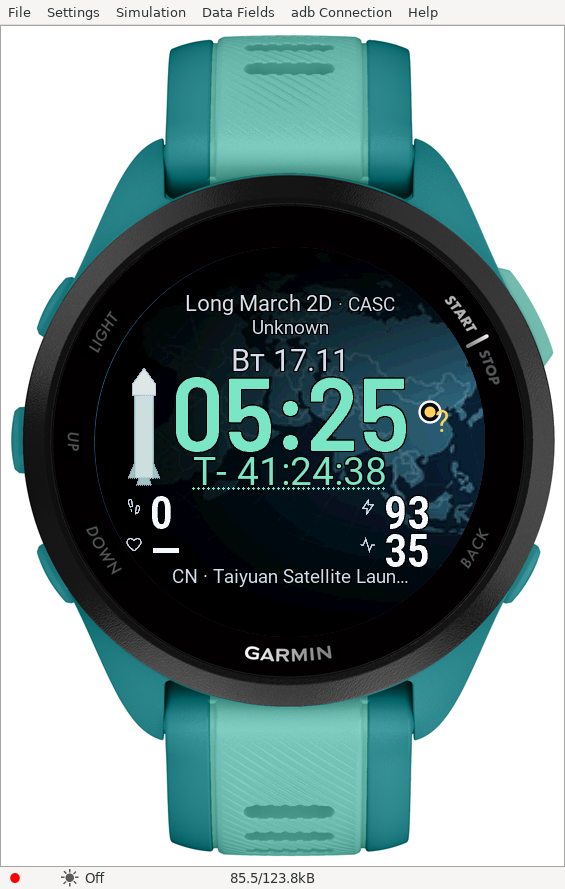 File Settings Simulation Data Fields adb Connection Help
Long March 2D · CASC
Unknown
Вт 17.11
LIGHT
START STOP
05:25
?
UP
T- 41:24:38
0 93
— 35
DOWN
BACK
CN · Taiyuan Satellite Laun…
GARMIN
Off 85.5/123.8kB